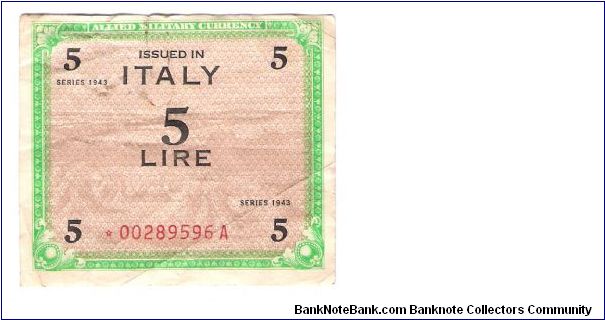 ALLIED MILITARY CURRENCY
5 ISSUED IN 5
SERIES 1943 ITALY
5
LIRE
SERIES 1943
5 * 00289596 A 5
BankNoteBank.com Banknote Collectors Community